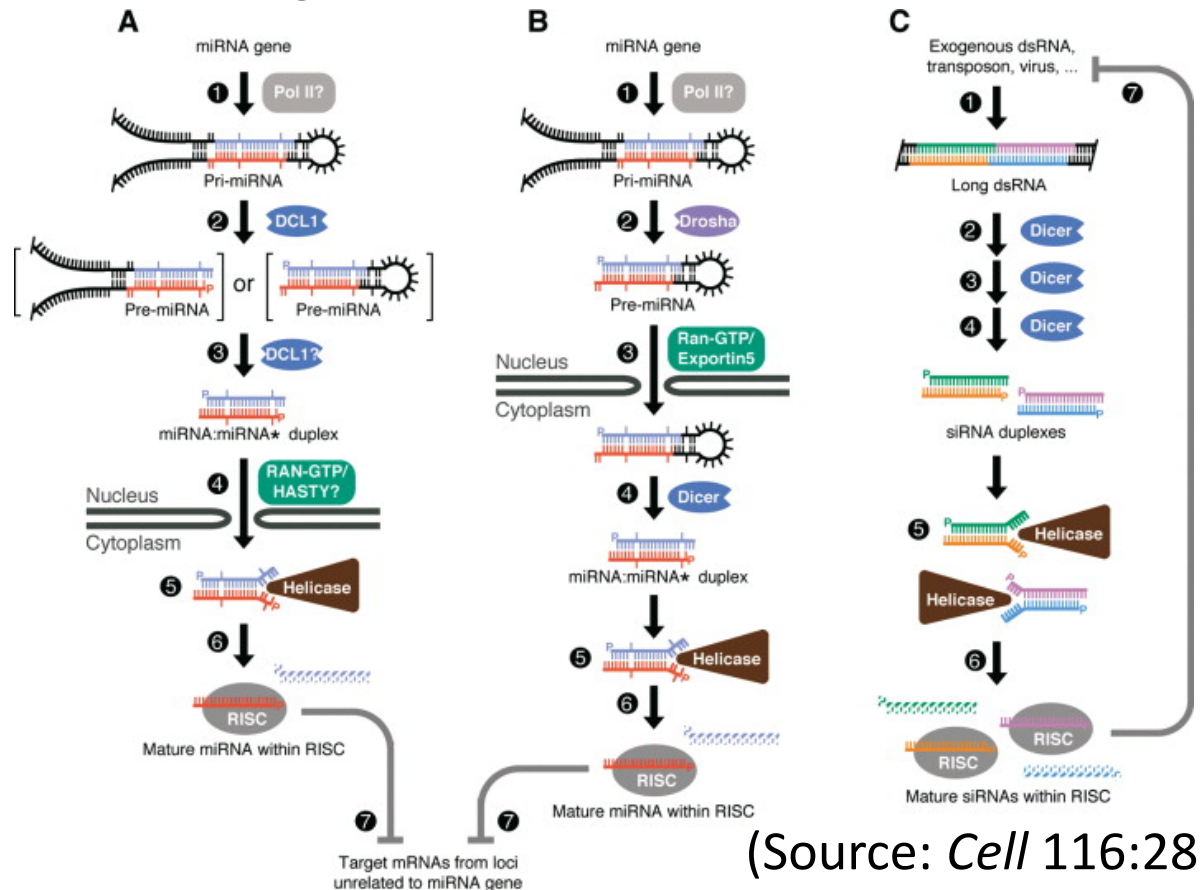 A
miRNA gene
1
Pol II?
Pri-miRNA
2
DCL1
P
P
Pre-miRNA
or
P
Pre-miRNA
3
DCL1?
P
P
miRNA:miRNA* duplex
4
RAN-GTP/
HASTY?
Nucleus
Cytoplasm
5
P
P
Helicase
6
P
RISC
Mature miRNA within RISC
7
B
miRNA gene
1
Pol II?
Pri-miRNA
2
Drosha
P
Pre-miRNA
3
Ran-GTP/
Exportin5
Nucleus
Cytoplasm
P
4
Dicer
P
P
miRNA:miRNA* duplex
5
P
P
Helicase
6
P
RISC
Mature miRNA within RISC
7
Target mRNAs from loci
unrelated to miRNA gene
C
Exogenous dsRNA,
transposon, virus, ...
7
1
Long dsRNA
2
Dicer
3
Dicer
4
Dicer
P
P
P
P
siRNA duplexes
5
P
P
Helicase
Helicase
P
P
6
RISC
RISC
Mature siRNAs within RISC
(Source: Cell 116:28